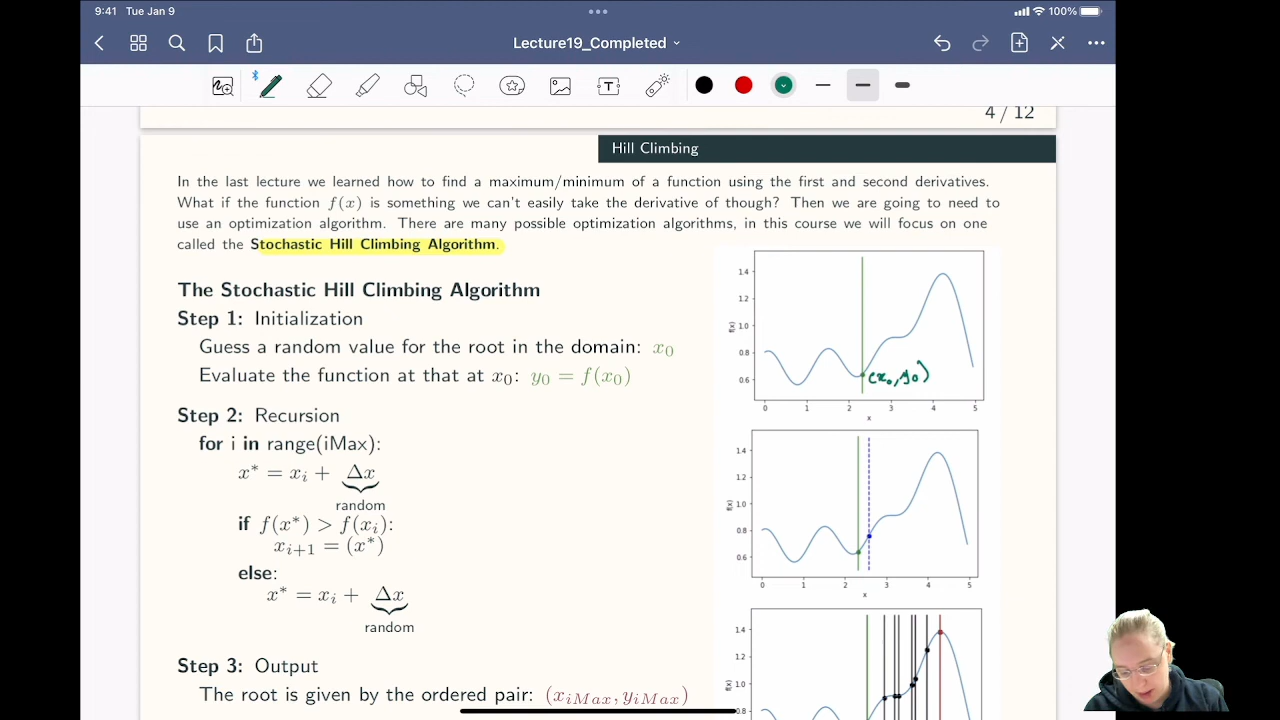 9:41 Tue Jan 9
100%
Lecture19_Completed
4 / 12
Hill Climbing
In the last lecture we learned how to find a maximum/minimum of a function using the first and second derivatives.
What if the function f(x) is something we can't easily take the derivative of though? Then we are going to need to
use an optimization algorithm. There are many possible optimization algorithms, in this course we will focus on one
called the Stochastic Hill Climbing Algorithm.
The Stochastic Hill Climbing Algorithm
Step 1: Initialization
Guess a random value for the root in the domain: x₀
Evaluate the function at that at x₀: y₀ = f(x₀)
Step 2: Recursion
for i in range(iMax):
x* = xᵢ + Δx
random
if f(x*) > f(xᵢ):
xᵢ₊₁ = (x*)
else:
x* = xᵢ + Δx
random
Step 3: Output
The root is given by the ordered pair: (x_{iMax}, y_{iMax})
1.4
1.2
1.0
0.8
0.6
f(x)
(x₀, y₀)
0 1 2 3 4 5
x
1.4
1.2
1.0
0.8
0.6
f(x)
0 1 2 3 4 5
x
1.4
1.2
1.0
0.8
f(x)